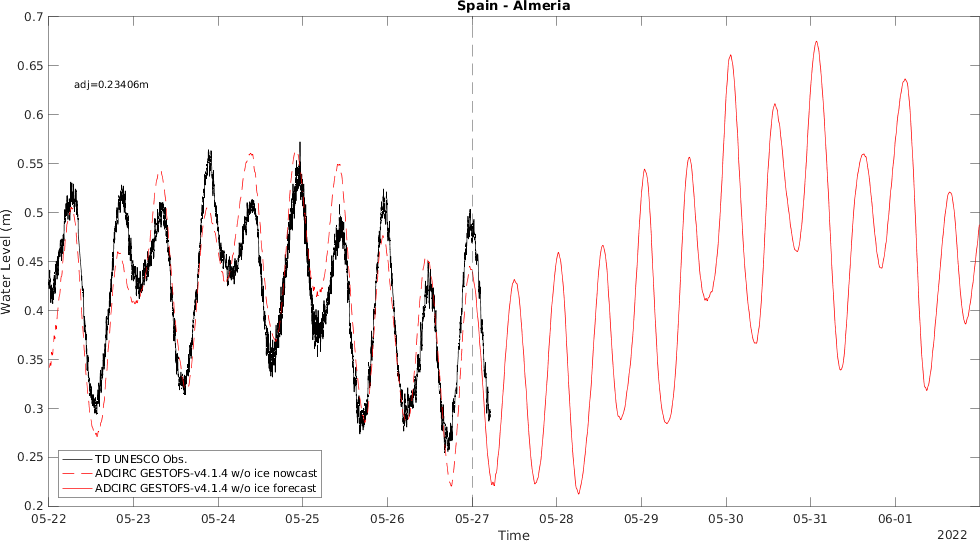 Spain - Almeria
0.7
0.65
0.6
0.55
0.5
0.45
0.4
0.35
0.3
0.25
0.2
Water Level (m)
adj=0.23406m
TD UNESCO Obs.
ADCIRC GESTOFS-v4.1.4 w/o ice nowcast
ADCIRC GESTOFS-v4.1.4 w/o ice forecast
05-22 05-23 05-24 05-25 05-26 05-27 05-28 05-29 05-30 05-31 06-01
Time
2022